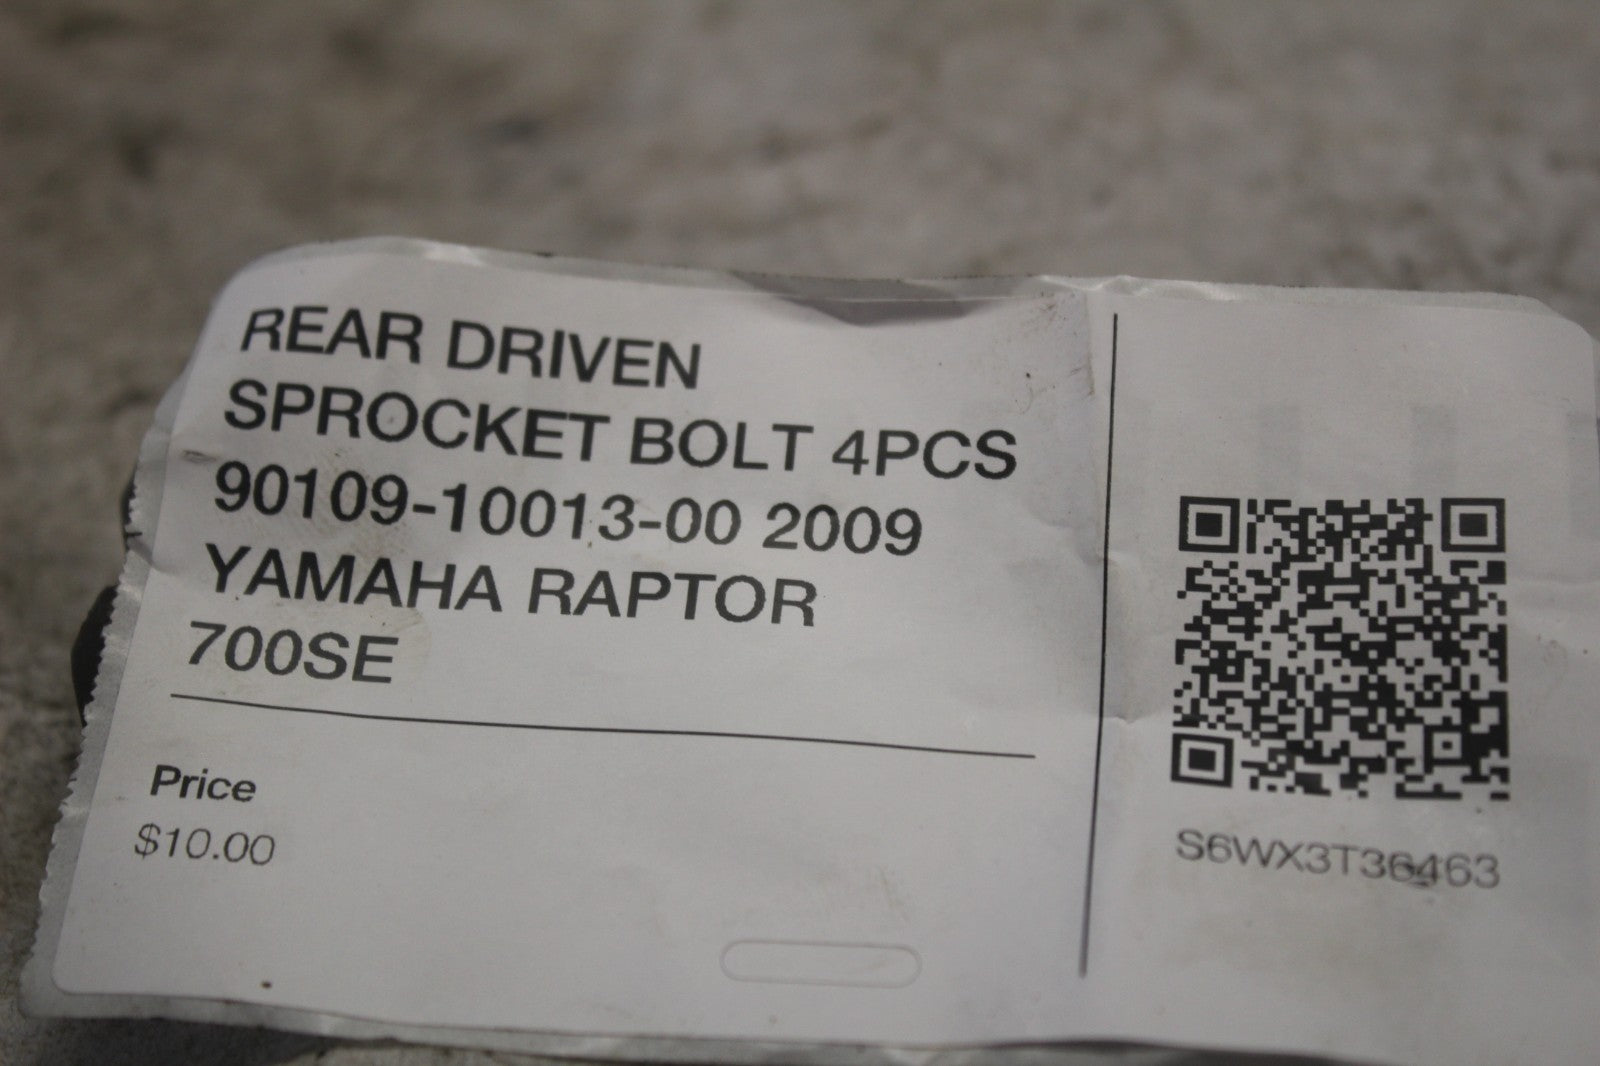 REAR DRIVEN
SPROCKET BOLT 4PCS
90109-10013-00 2009
YAMAHA RAPTOR
700SE
Price
$10.00
S6WX3T36463